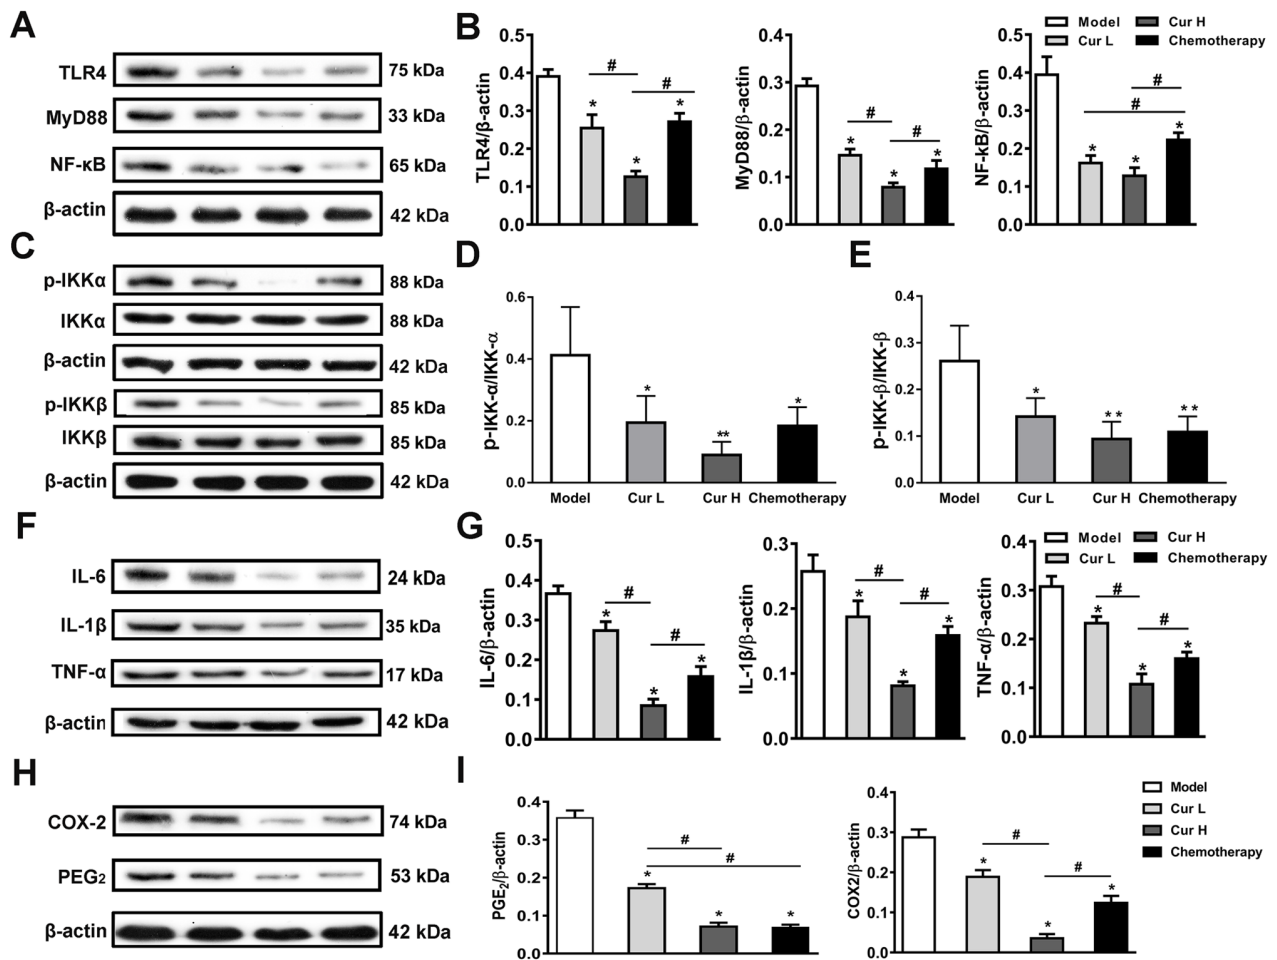 A
TLR4 75 kDa
MyD88 33 kDa
NF-κB 65 kDa
β-actin 42 kDa
B
TLR4/β-actin
0.5
0.4
0.3
0.2
0.1
0.0
*
*
*
#
#
MyD88/β-actin
0.4
0.3
0.2
0.1
0.0
*
*
*
#
#
Model
Cur L
Cur H
Chemotherapy
NF-kB/β-actin
0.5
0.4
0.3
0.2
0.1
0.0
*
*
*
#
#
C
p-IKKα 88 kDa
IKKα 88 kDa
β-actin 42 kDa
p-IKKβ 85 kDa
IKKβ 85 kDa
β-actin 42 kDa
D
p-IKK-α/IKK-α
0.6
0.4
0.2
0.0
*
**
*
Model Cur L Cur H Chemotherapy
E
p-IKK-β/IKK-β
0.4
0.3
0.2
0.1
0.0
*
**
**
Model Cur L Cur H Chemotherapy
F
IL-6 24 kDa
IL-1β 35 kDa
TNF-α 17 kDa
β-actin 42 kDa
G
IL-6/β-actin
0.5
0.4
0.3
0.2
0.1
0.0
*
*
*
#
#
IL-1β/β-actin
0.3
0.2
0.1
0.0
*
*
*
#
#
Model
Cur L
Cur H
Chemotherapy
TNF-α/β-actin
0.4
0.3
0.2
0.1
0.0
*
*
*
#
#
H
COX-2 74 kDa
PEG2 53 kDa
β-actin 42 kDa
I
PGE2/β-actin
0.4
0.3
0.2
0.1
0.0
*
*
*
#
#
COX2/β-actin
0.4
0.3
0.2
0.1
0.0
*
*
*
#
#
Model
Cur L
Cur H
Chemotherapy